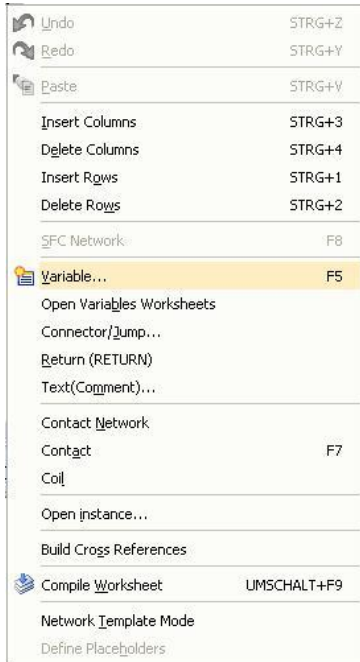 Undo STRG+Z
Redo STRG+Y
Paste STRG+V
Insert Columns STRG+3
Delete Columns STRG+4
Insert Rows STRG+1
Delete Rows STRG+2
SFC Network F8
Variable... F5
Open Variables Worksheets
Connector/Jump...
Return (RETURN)
Text(Comment)...
Contact Network
Contact F7
Coil
Open instance...
Build Cross References
Compile Worksheet UMSCHALT+F9
Network Template Mode
Define Placeholders